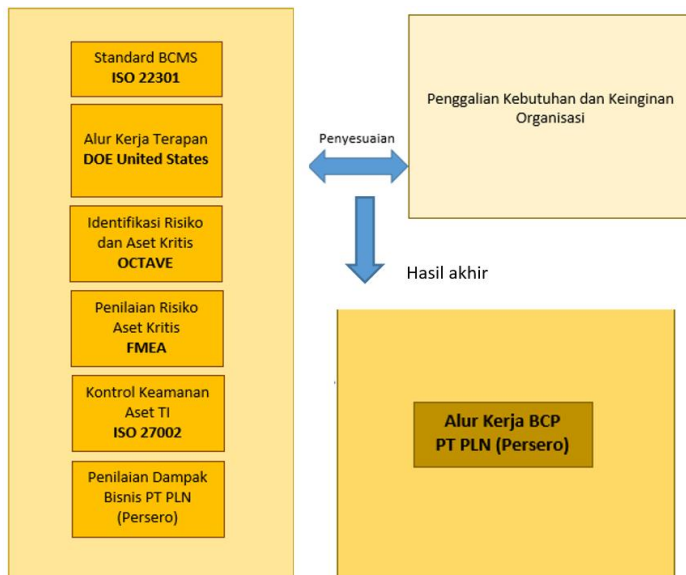 Standard BCMS
ISO 22301
Alur Kerja Terapan
DOE United States
Identifikasi Risiko
dan Aset Kritis
OCTAVE
Penilaian Risiko
Aset Kritis
FMEA
Kontrol Keamanan
Aset TI
ISO 27002
Penilaian Dampak
Bisnis PT PLN
(Persero)
Penyesuaian
Penggalian Kebutuhan dan Keinginan
Organisasi
Hasil akhir
Alur Kerja BCP
PT PLN (Persero)